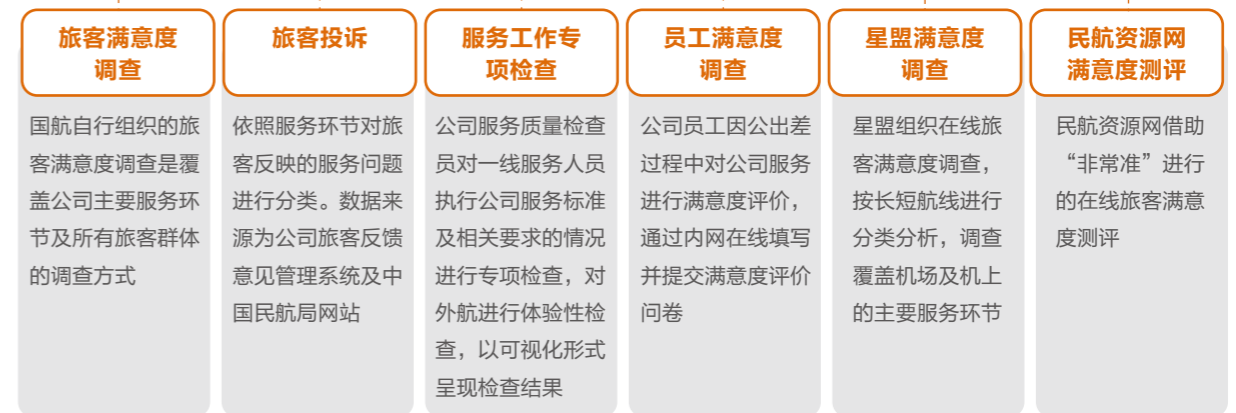 旅客满意度
调查
国航自行组织的旅
客满意度调查是覆
盖公司主要服务环
节及所有旅客群体
的调查方式
旅客投诉
依照服务环节对旅
客反映的服务问题
进行分类。数据来
源为公司旅客反馈
意见管理系统及中
国民航局网站
服务工作专
项检查
公司服务质量检查
员对一线服务人员
执行公司服务标准
及相关要求的情况
进行专项检查，对
外航进行体验性检
查，以可视化形式
呈现检查结果
员工满意度
调查
公司员工因公出差
过程中对公司服务
进行满意度评价，
通过内网在线填写
并提交满意度评价
问卷
星盟满意度
调查
星盟组织在线旅
客满意度调查，
按长短航线进行
分类分析，调查
覆盖机场及机上
的主要服务环节
民航资源网
满意度测评
民航资源网借助
“非常准”进行
的在线旅客满意
度测评